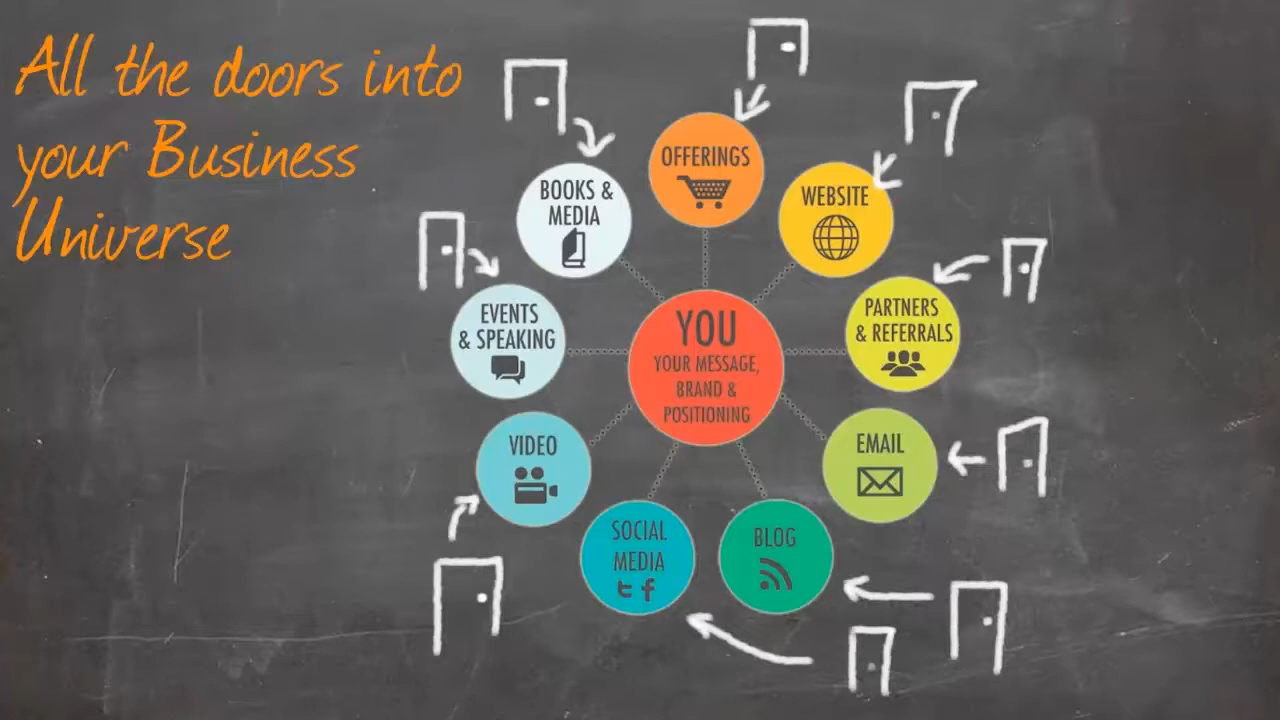 All the doors into
your Business
Universe
OFFERINGS
BOOKS &
MEDIA
WEBSITE
EVENTS
& SPEAKING
PARTNERS
& REFERRALS
YOU
YOUR MESSAGE,
BRAND &
POSITIONING
VIDEO
EMAIL
SOCIAL
MEDIA
BLOG